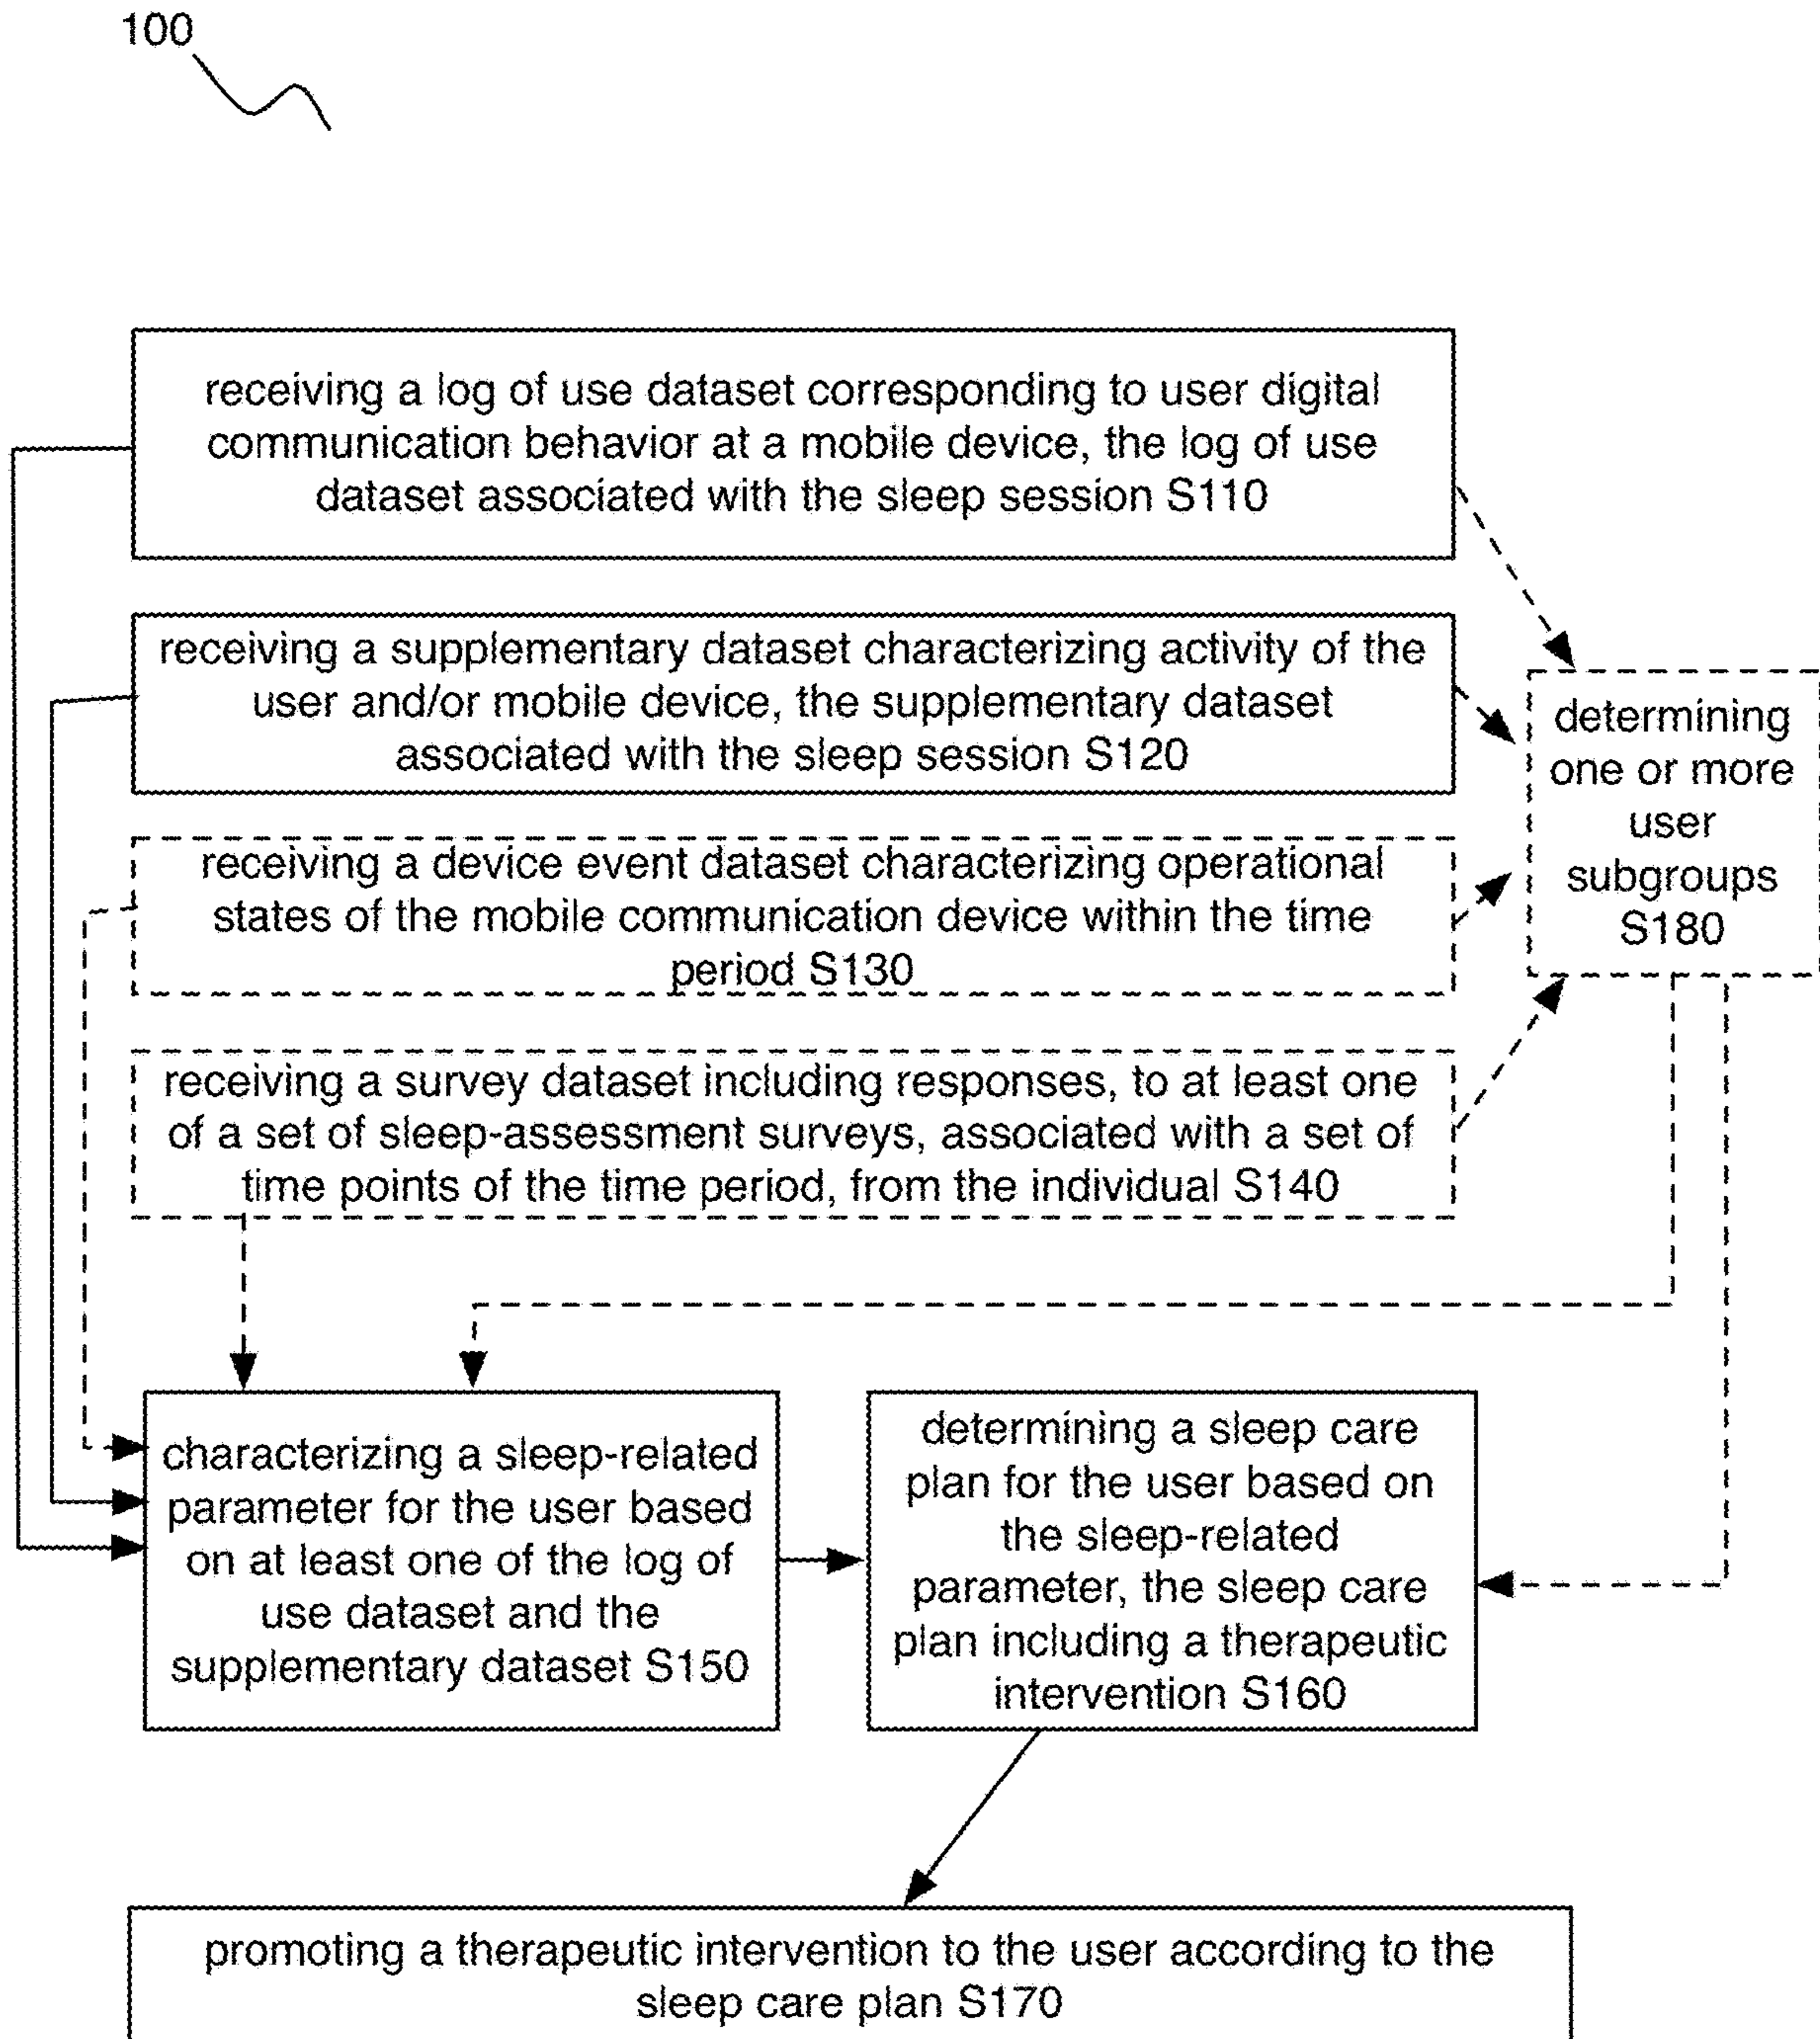 100
receiving a log of use dataset corresponding to user digital
communication behavior at a mobile device, the log of use
dataset associated with the sleep session S110
receiving a supplementary dataset characterizing activity of the
user and/or mobile device, the supplementary dataset
associated with the sleep session S120
receiving a device event dataset characterizing operational
states of the mobile communication device within the time
period S130
receiving a survey dataset including responses, to at least one
of a set of sleep-assessment surveys, associated with a set of
time points of the time period, from the individual S140
determining
one or more
user
subgroups
S180
characterizing a sleep-related
parameter for the user based
on at least one of the log of
use dataset and the
supplementary dataset S150
determining a sleep care
plan for the user based on
the sleep-related
parameter, the sleep care
plan including a therapeutic
intervention S160
promoting a therapeutic intervention to the user according to the
sleep care plan S170